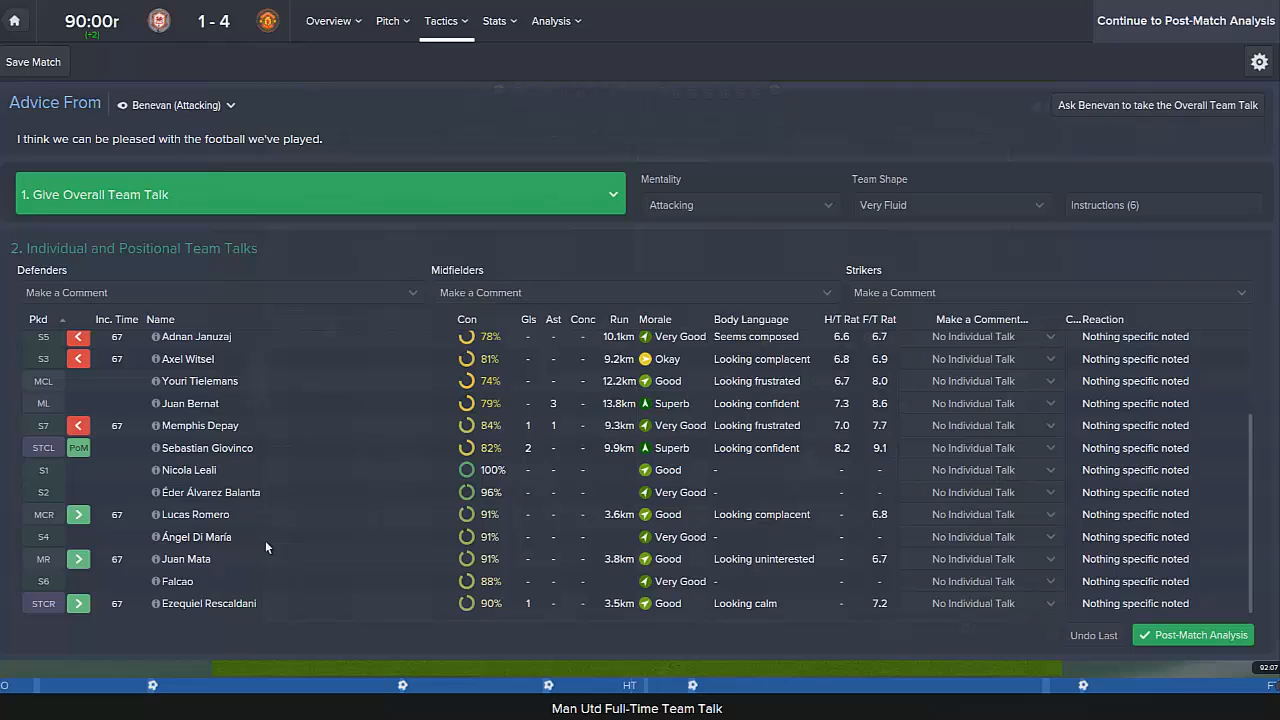 90:00r 1 - 4 Overview Pitch Tactics Stats Analysis Continue to Post-Match Analysis
(+2)
Save Match
Advice From Benevan (Attacking) Ask Benevan to take the Overall Team Talk
I think we can be pleased with the football we've played.
1. Give Overall Team Talk
Mentality Team Shape
Attacking Very Fluid Instructions (6)
2. Individual and Positional Team Talks
Defenders Midfielders Strikers
Make a Comment Make a Comment Make a Comment
Pkd Inc. Time Name Con Gls Ast Conc Run Morale Body Language H/T Rat F/T Rat Make a Comment... C... Reaction
S5 67 Adnan Januzaj 78% - - - 10.1km Very Good Seems composed 6.6 6.7 No Individual Talk Nothing specific noted
S3 67 Axel Witsel 81% - - - 9.2km Okay Looking complacent 6.8 6.9 No Individual Talk Nothing specific noted
MCL Youri Tielemans 74% - - - 12.2km Good Looking frustrated 6.7 8.0 No Individual Talk Nothing specific noted
ML Juan Bernat 79% - 3 - 13.8km Superb Looking confident 7.3 8.6 No Individual Talk Nothing specific noted
S7 67 Memphis Depay 84% 1 1 - 9.3km Very Good Looking frustrated 7.0 7.7 No Individual Talk Nothing specific noted
STCL PoM Sebastian Giovinco 82% 2 - - 9.9km Superb Looking confident 8.2 9.1 No Individual Talk Nothing specific noted
S1 Nicola Leali 100% - - - Good - - - No Individual Talk Nothing specific noted
S2 Éder Álvarez Balanta 96% - - - Very Good - - - No Individual Talk Nothing specific noted
MCR 67 Lucas Romero 91% - - - 3.6km Good Looking complacent - 6.8 No Individual Talk Nothing specific noted
S4 Ángel Di María 91% - - - Very Good - - - No Individual Talk Nothing specific noted
MR 67 Juan Mata 91% - - - 3.8km Good Looking uninterested - 6.7 No Individual Talk Nothing specific noted
S6 Falcao 88% - - - Very Good - - - No Individual Talk Nothing specific noted
STCR 67 Ezequiel Rescaldani 90% 1 - - 3.5km Good Looking calm - 7.2 No Individual Talk Nothing specific noted
Undo Last Post-Match Analysis
92:07
O HT F
Man Utd Full-Time Team Talk